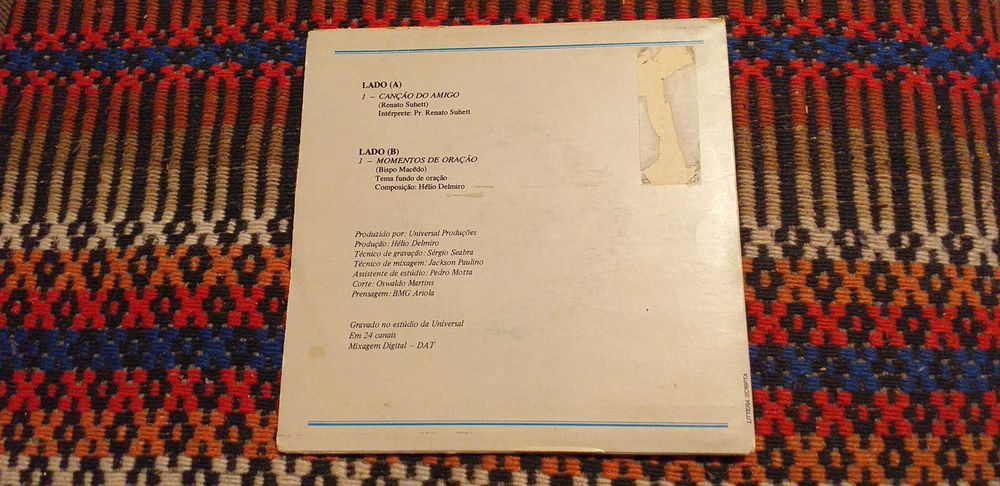 LADO (A)
1 – CANÇÃO DO AMIGO
(Renato Suhett)
Intérprete: Pr. Renato Suhett
LADO (B)
1 – MOMENTOS DE ORAÇÃO
(Bispo Macêdo)
Tema fundo de oração
Composição: Hélio Delmiro
Produzido por: Universal Produções
Produção: Hélio Delmiro
Técnico de gravação: Sérgio Seabra
Técnico de mixagem: Jackson Paulino
Assistente de estúdio: Pedro Motta
Corte: Oswaldo Martins
Prensagem: BMG Ariola
Gravado no estúdio da Universal
Em 24 canais
Mixagem Digital – DAT
LITTERA SCRIPTA